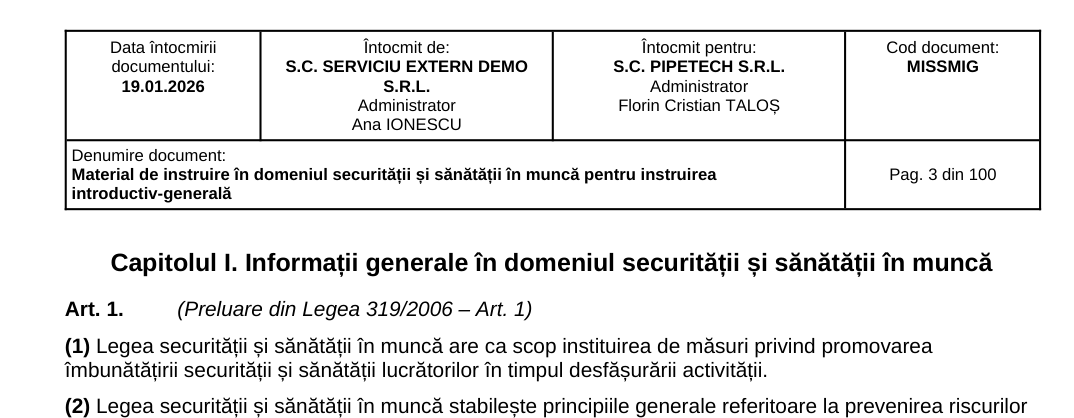 Data întocmirii
documentului:
19.01.2026
Întocmit de:
S.C. SERVICIU EXTERN DEMO
S.R.L.
Administrator
Ana IONESCU
Întocmit pentru:
S.C. PIPETECH S.R.L.
Administrator
Florin Cristian TALOȘ
Cod document:
MISSMIG
Denumire document:
Material de instruire în domeniul securității și sănătății în muncă pentru instruirea
introductiv-generală
Pag. 3 din 100
Capitolul I. Informații generale în domeniul securității și sănătății în muncă
Art. 1. (Preluare din Legea 319/2006 – Art. 1)
(1) Legea securității și sănătății în muncă are ca scop instituirea de măsuri privind promovarea
îmbunătățirii securității și sănătății lucrătorilor în timpul desfășurării activității.
(2) Legea securității și sănătății în muncă stabilește principiile generale referitoare la prevenirea riscurilor